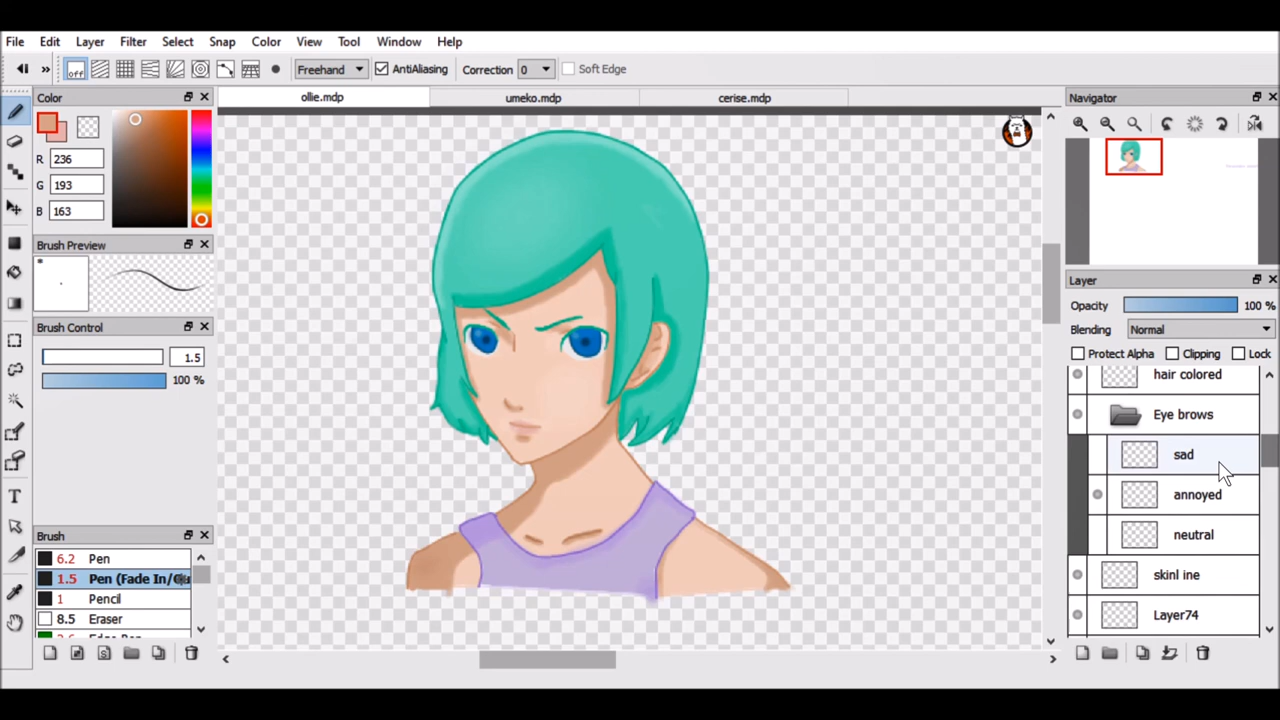 File Edit Layer Filter Select Snap Color View Tool Window Help
off Freehand AntiAliasing Correction 0 Soft Edge
Color
ollie.mdp umeko.mdp cerise.mdp
Navigator
R 236
G 193
B 163
Brush Preview
Brush Control
1.5
100 %
Layer
Opacity 100 %
Blending Normal
Protect Alpha Clipping Lock
hair colored
Eye brows
sad
annoyed
neutral
skinl ine
Layer74
Brush
6.2 Pen
1.5 Pen (Fade In/
1 Pencil
8.5 Eraser
T